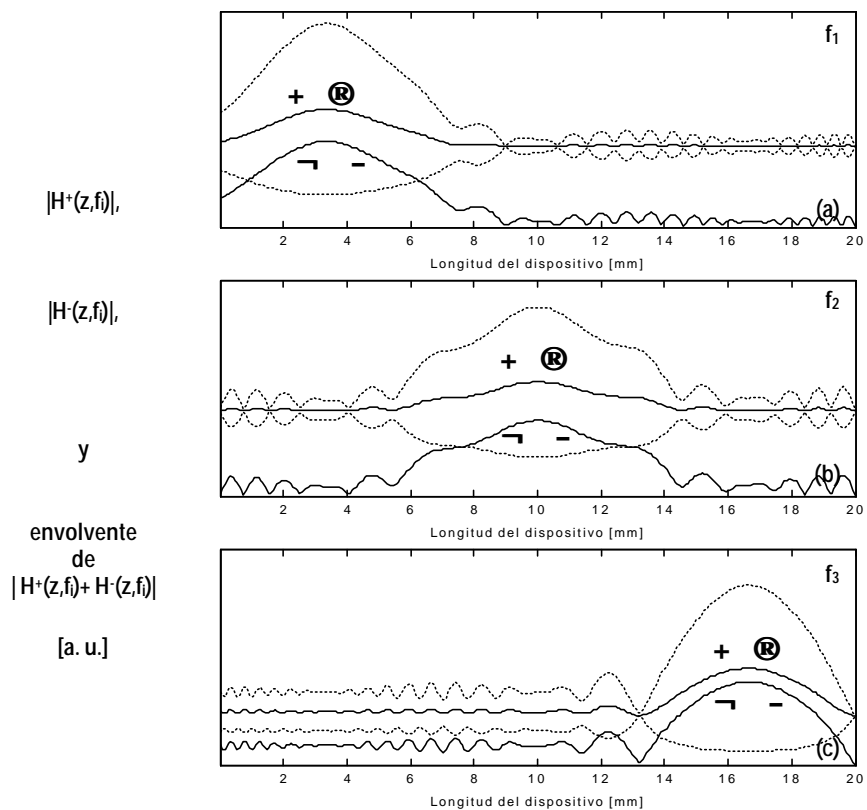 f1
+ ®
¬ -
(a)
2 4 6 8 10 12 14 16 18 20
Longitud del dispositivo [mm]
|H+(z,fi)|,
f2
+ ®
¬ -
(b)
2 4 6 8 10 12 14 16 18 20
Longitud del dispositivo [mm]
|H-(z,fi)|,
y
envolvente
de
| H+(z,fi)+ H-(z,fi)|
[a. u.]
f3
+ ®
¬ -
(c)
2 4 6 8 10 12 14 16 18 20
Longitud del dispositivo [mm]